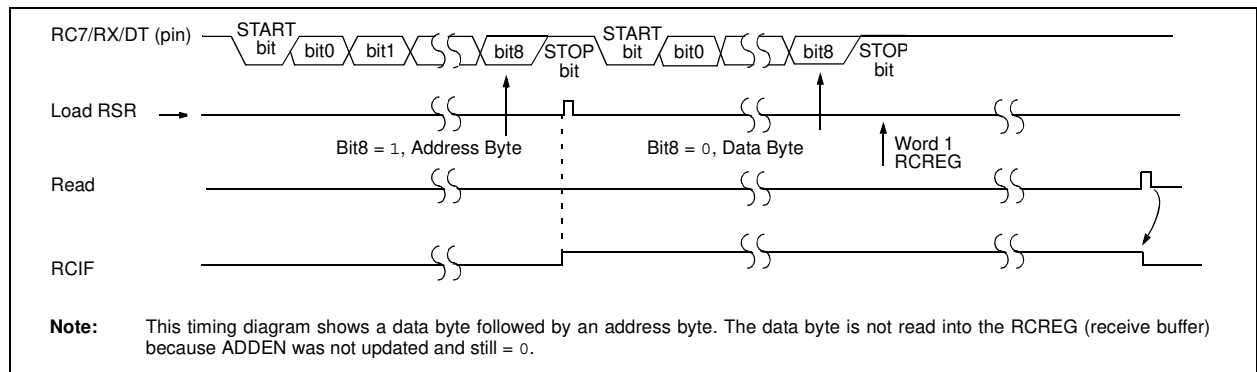 RC7/RX/DT (pin)
START
bit
bit0
bit1
bit8
STOP
bit
START
bit
bit0
bit8
STOP
bit
Load RSR
Bit8 = 1, Address Byte
Bit8 = 0, Data Byte
Word 1
RCREG
Read
RCIF
Note: This timing diagram shows a data byte followed by an address byte. The data byte is not read into the RCREG (receive buffer)
because ADDEN was not updated and still = 0.